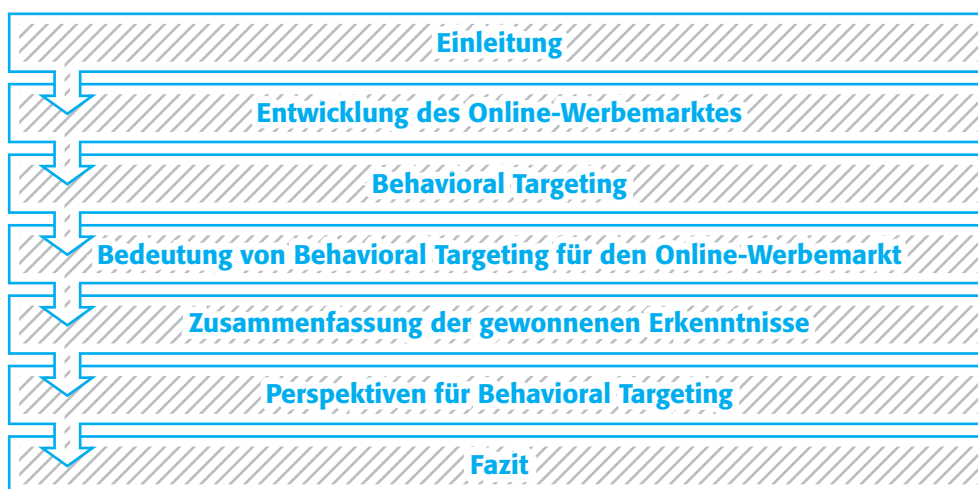 Einleitung
Entwicklung des Online-Werbemarktes
Behavioral Targeting
Bedeutung von Behavioral Targeting für den Online-Werbemarkt
Zusammenfassung der gewonnenen Erkenntnisse
Perspektiven für Behavioral Targeting
Fazit